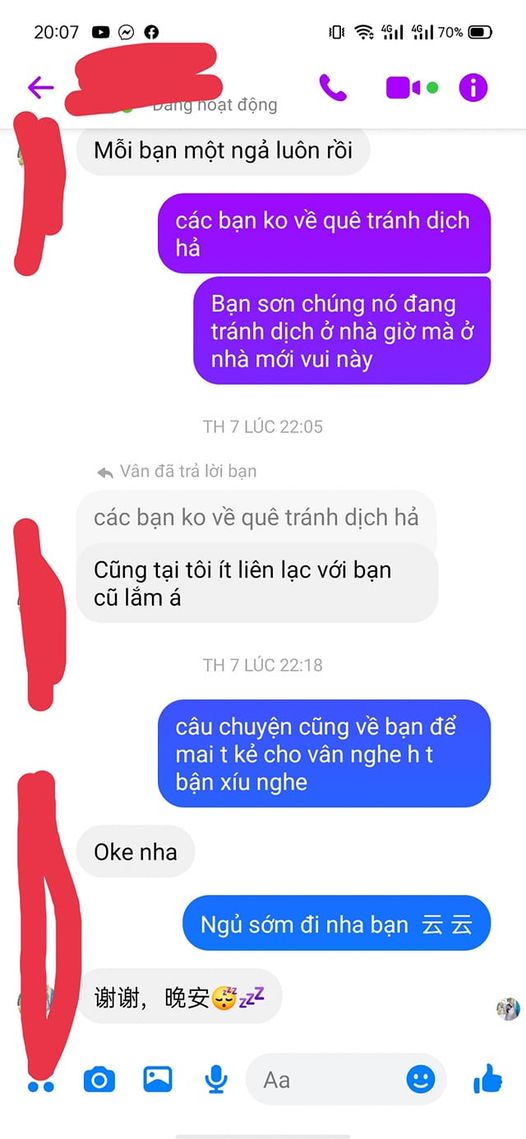 20:07
4G 4G 70%
Đang hoạt động
Mỗi bạn một ngả luôn rồi
các bạn ko về quê tránh dịch
hả
Bạn sơn chúng nó đang
tránh dịch ở nhà giờ mà ở
nhà mới vui này
TH 7 LÚC 22:05
Vân đã trả lời bạn
các bạn ko về quê tránh dịch hả
Cũng tại tôi ít liên lạc với bạn
cũ lắm á
TH 7 LÚC 22:18
câu chuyện cũng về bạn để
mai t kẻ cho vân nghe h t
bận xíu nghe
Oke nha
Ngủ sớm đi nha bạn 云 云
谢谢，晚安😴💤
Aa